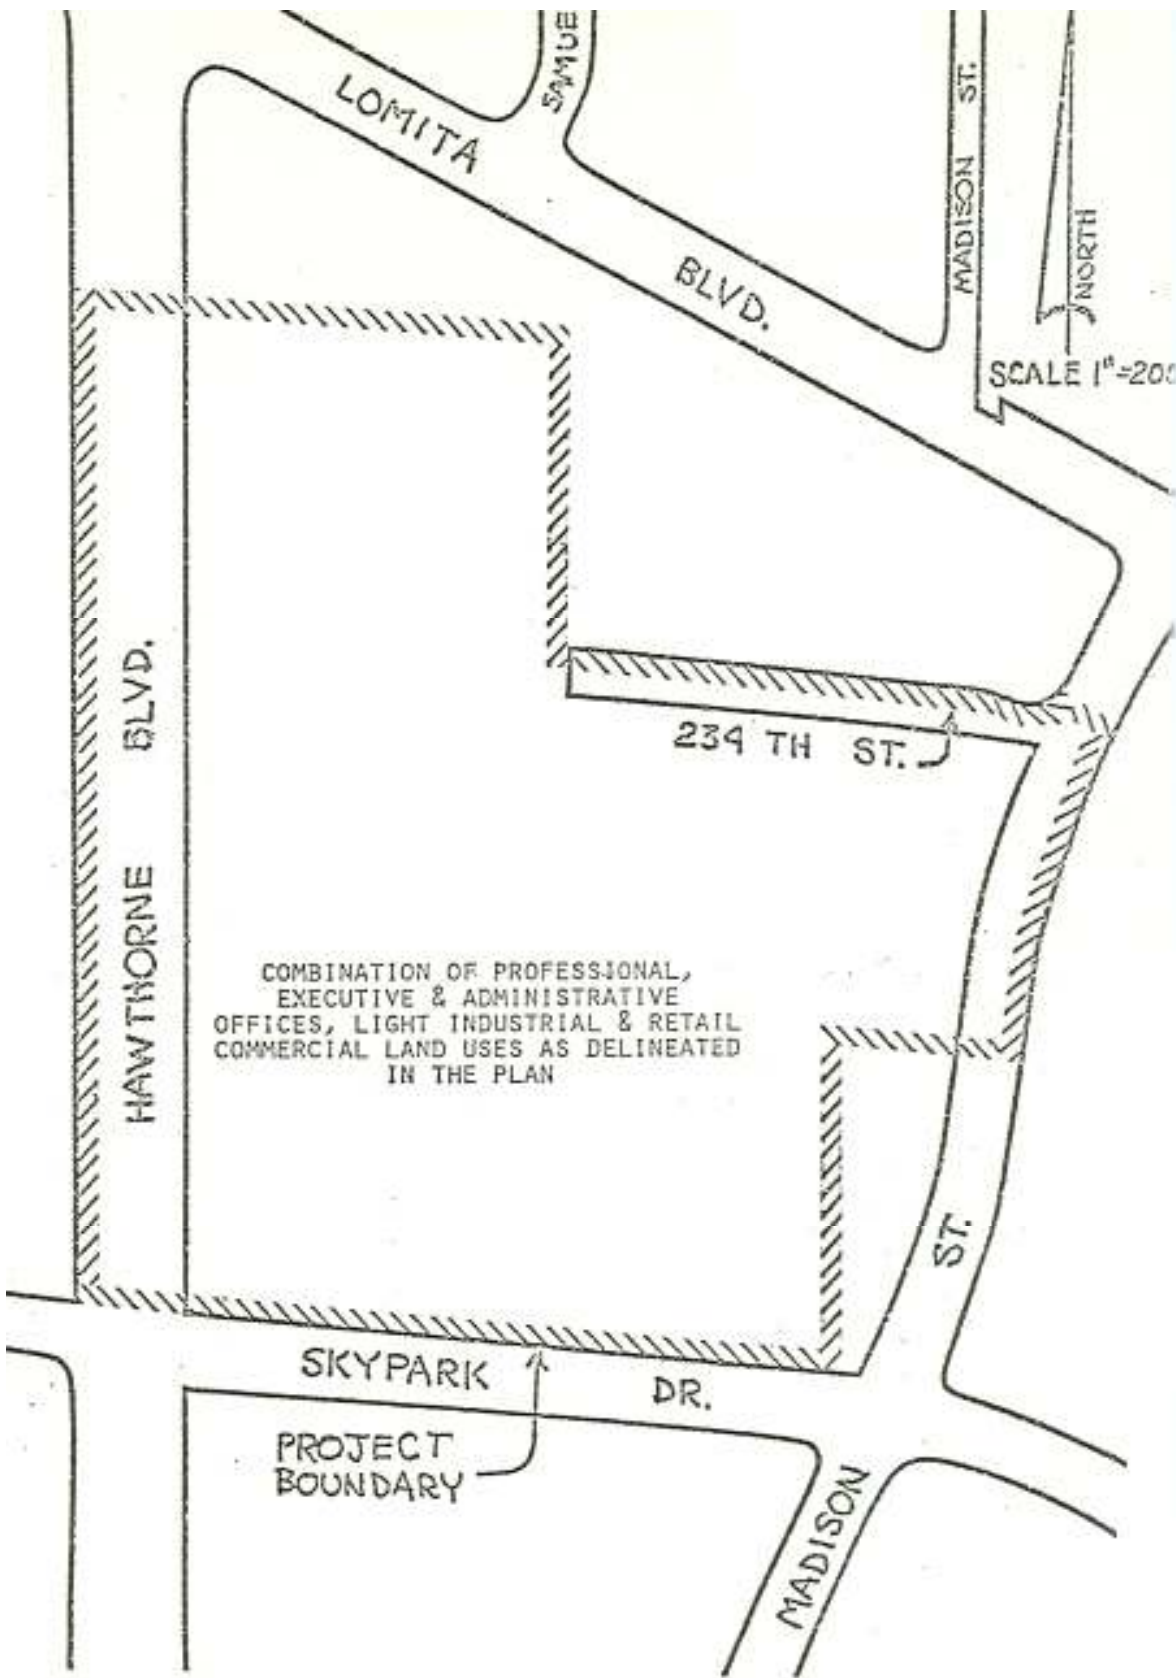 SAMUE
LOMITA
BLVD.
MADISON ST.
NORTH
SCALE 1"=20
HAWTHORNE BLVD.
234 TH ST.
COMBINATION OF PROFESSIONAL,
EXECUTIVE & ADMINISTRATIVE
OFFICES, LIGHT INDUSTRIAL & RETAIL
COMMERCIAL LAND USES AS DELINEATED
IN THE PLAN
ST.
SKYPARK DR.
PROJECT
BOUNDARY
MADISON